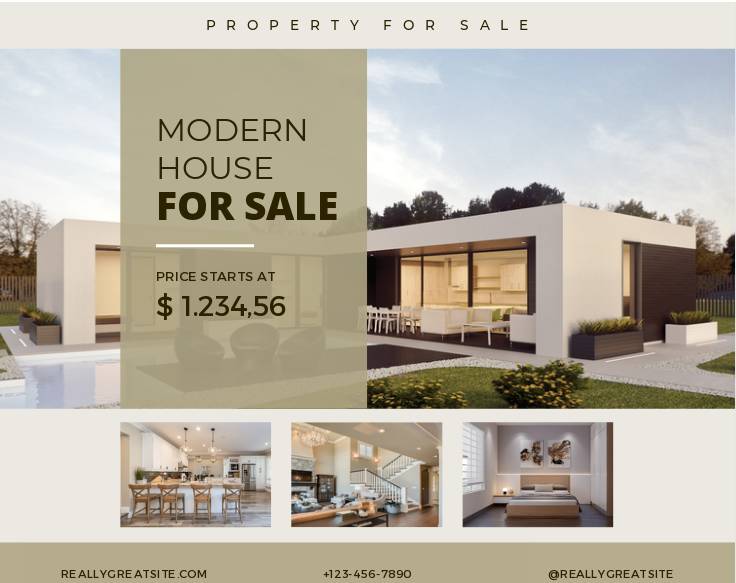 PROPERTY FOR SALE
MODERN
HOUSE
FOR SALE
PRICE STARTS AT
$ 1.234,56
REALLYGREATSITE.COM
+123-456-7890
@REALLYGREATSITE